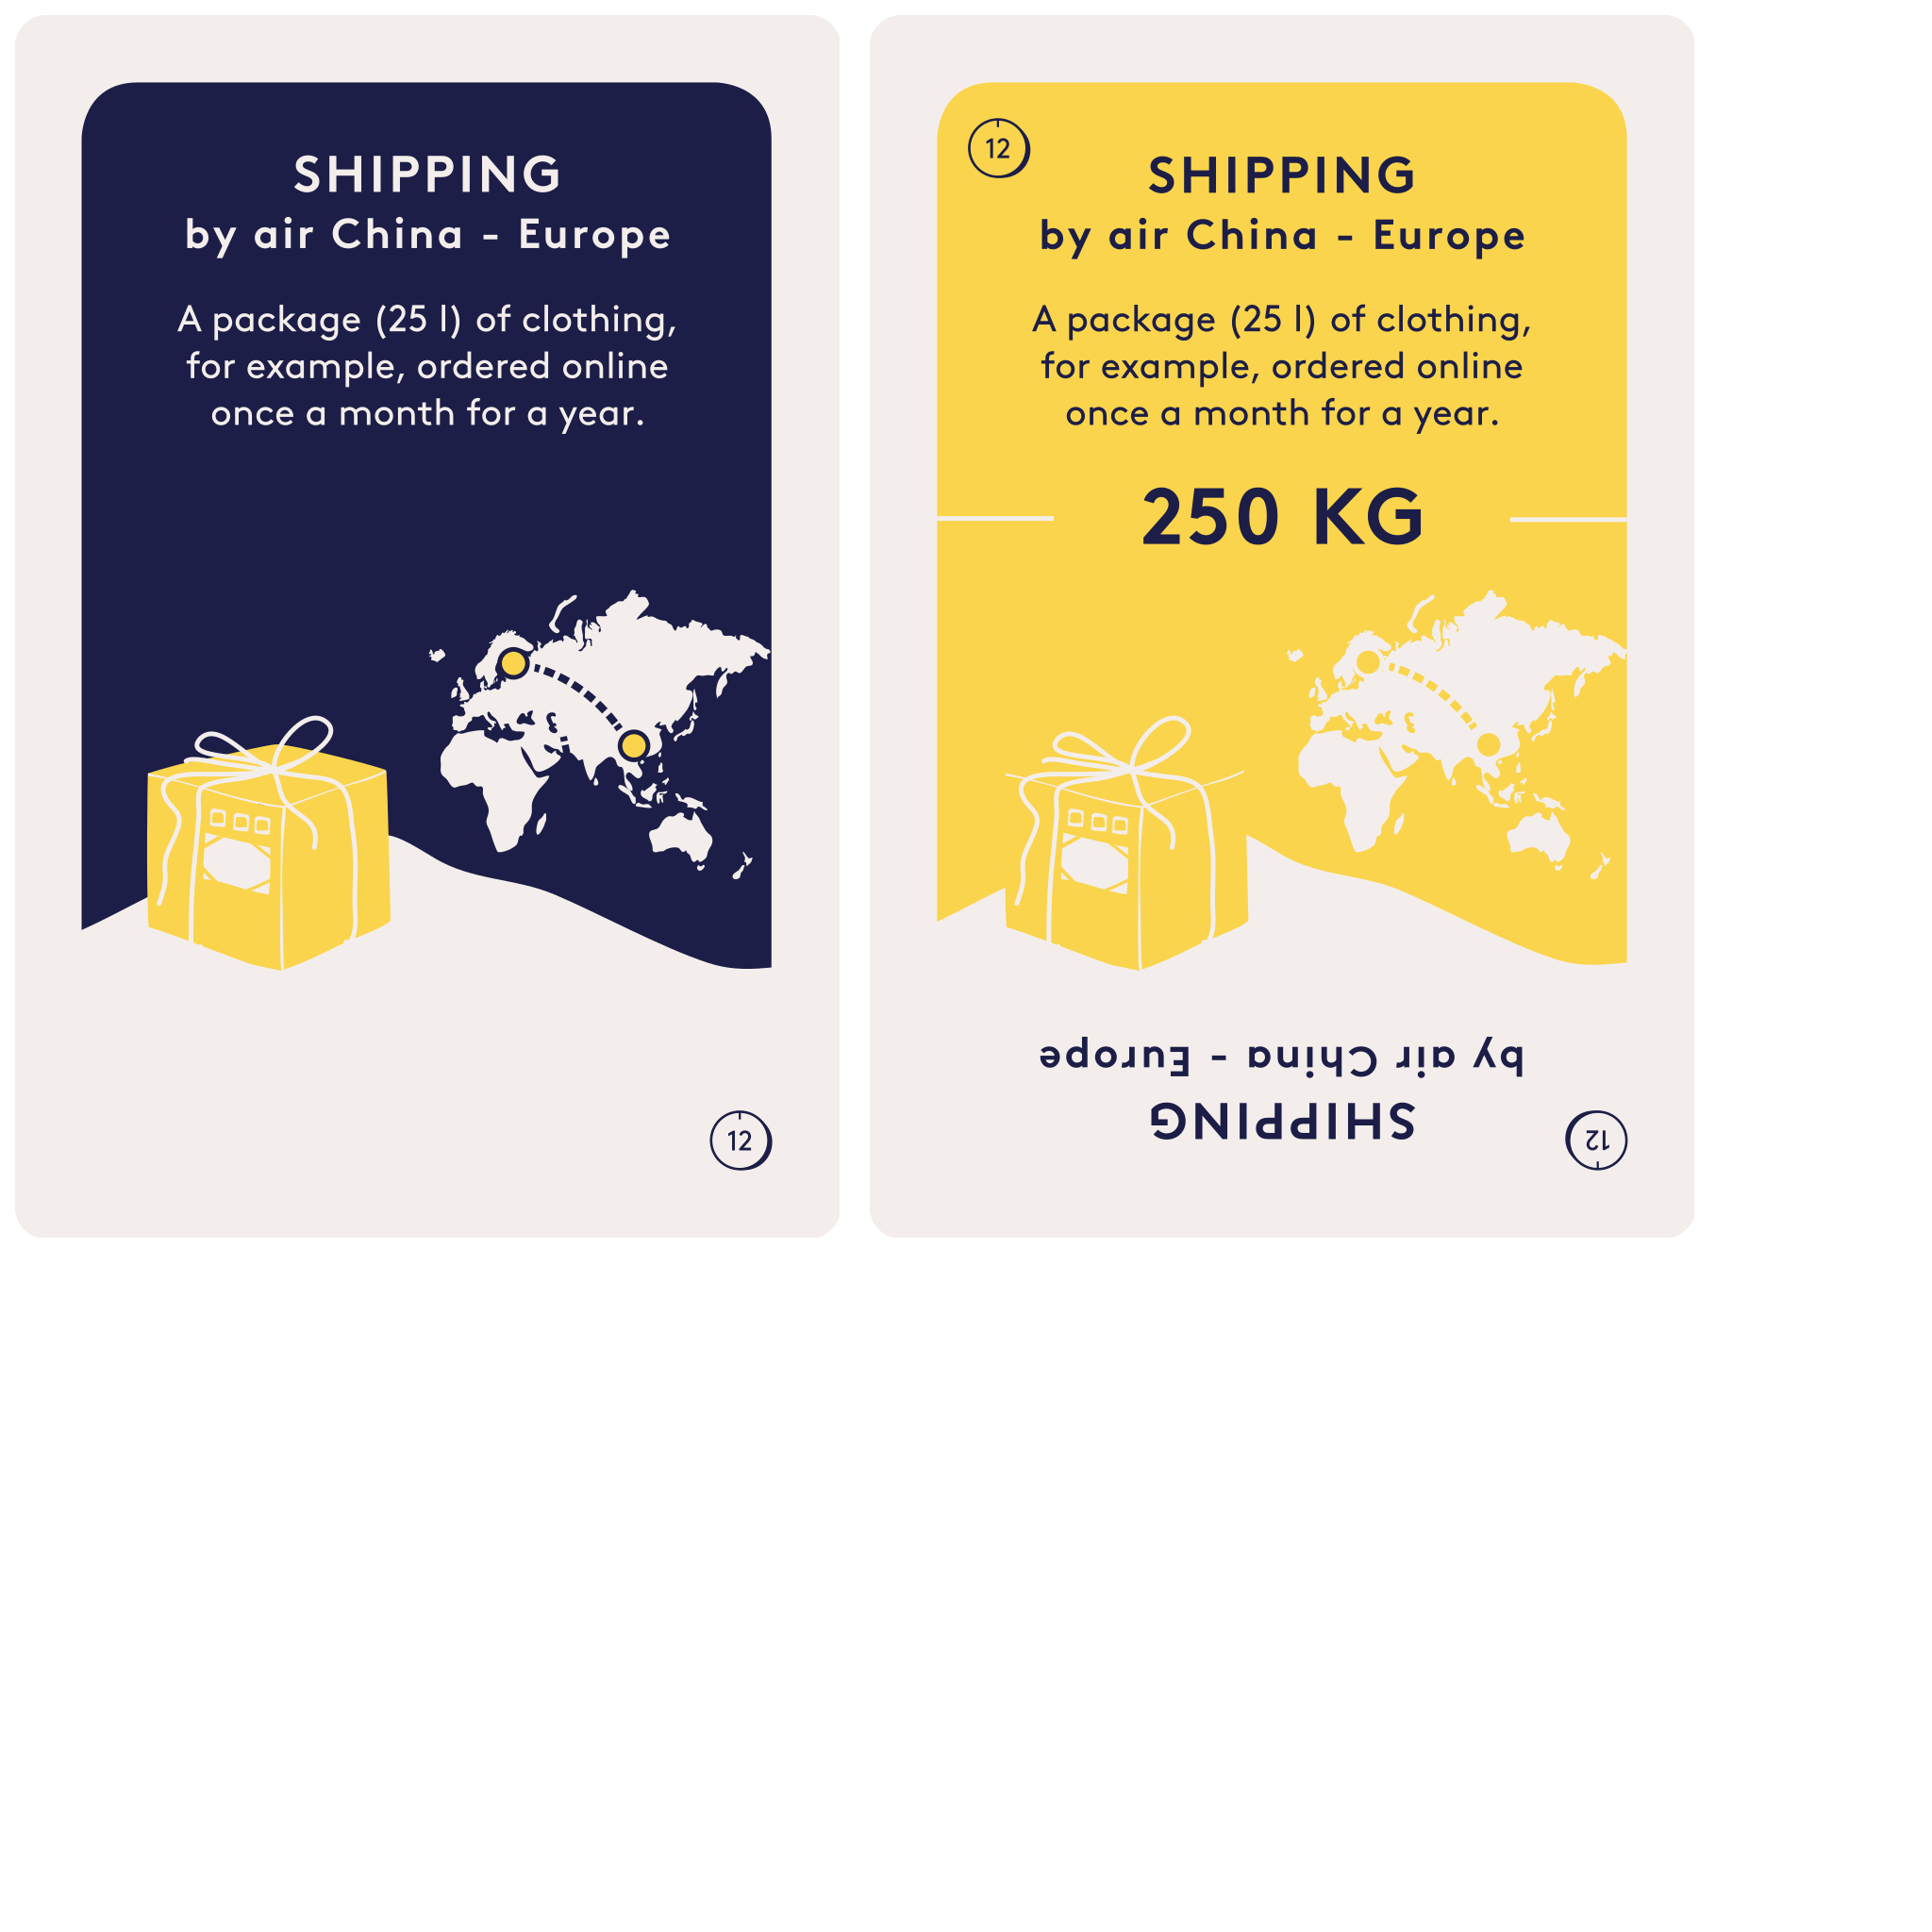 SHIPPING
by air China - Europe
A package (25 l) of clothing,
for example, ordered online
once a month for a year.
12
12
SHIPPING
by air China - Europe
A package (25 l) of clothing,
for example, ordered online
once a month for a year.
250 KG
SHIPPING
by air China - Europe
12